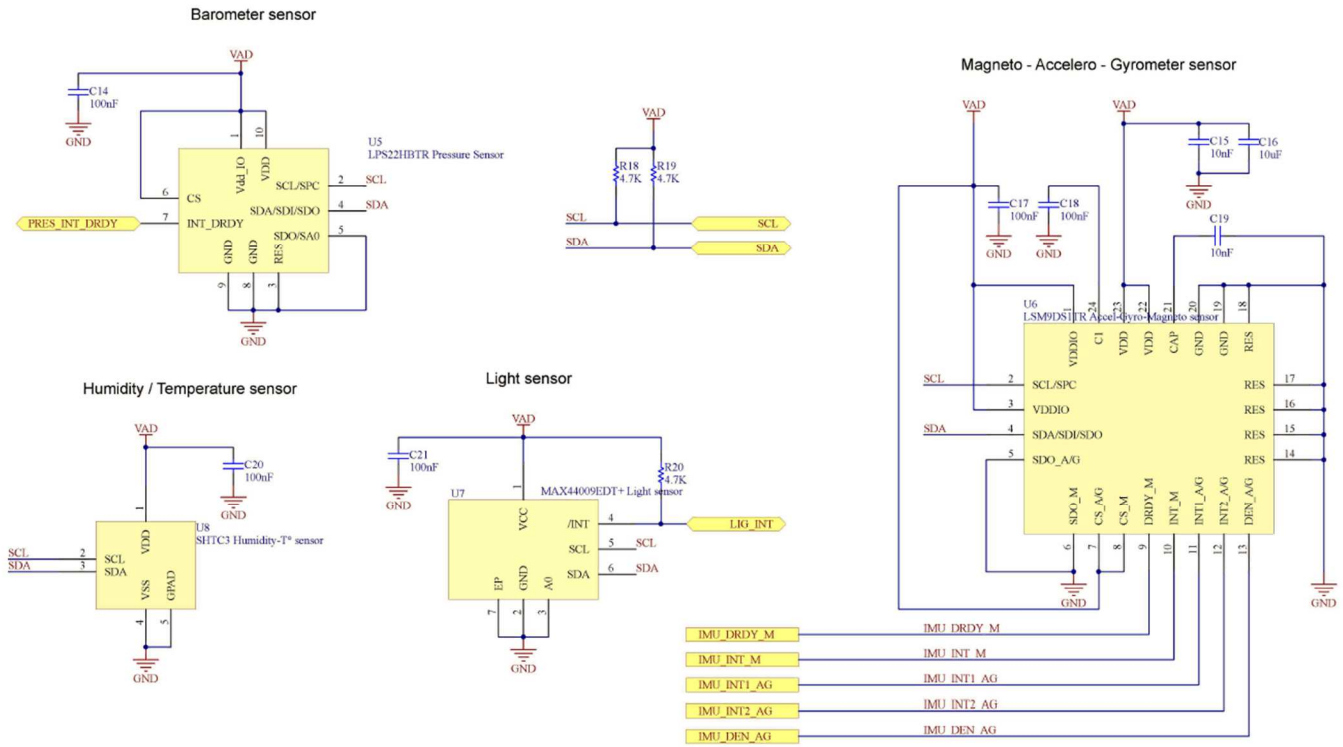 Barometer sensor
VAD
C14
100nF
GND
1
10
Vdd_IO
VDD
U5
LPS22HBTR Pressure Sensor
6
CS
SCL/SPC
2
SCL
SDA/SDI/SDO
4
SDA
PRES_INT_DRDY
7
INT_DRDY
SDO/SA0
5
GND
GND
RES
9
8
3
GND
VAD
R18
4.7K
R19
4.7K
SCL
SCL
SDA
SDA
Magneto - Accelero - Gyrometer sensor
VAD
VAD
C15
10nF
C16
10uF
GND
C17
100nF
C18
100nF
GND
GND
C19
10nF
U6
LSM9DS1TR Accel-Gyro-Magneto sensor
1
24
23
22
21
20
19
18
VDDIO
C1
VDD
VDD
CAP
GND
GND
RES
SCL
2
SCL/SPC
RES
17
3
VDDIO
RES
16
SDA
4
SDA/SDI/SDO
RES
15
5
SDO_A/G
RES
14
SDO_M
CS_A/G
CS_M
DRDY_M
INT_M
INT1_A/G
INT2_A/G
DEN_A/G
6
7
8
9
10
11
12
13
GND
GND
IMU_DRDY_M
IMU_DRDY_M
IMU_INT_M
IMU_INT_M
IMU_INT1_AG
IMU_INT1_AG
IMU_INT2_AG
IMU_INT2_AG
IMU_DEN_AG
IMU_DEN_AG
Humidity / Temperature sensor
VAD
C20
100nF
GND
1
U8
SHTC3 Humidity-T° sensor
VDD
SCL
2
SCL
SDA
3
SDA
VSS
GPAD
4
5
GND
Light sensor
VAD
C21
100nF
GND
R20
4.7K
1
U7
MAX44009EDT+ Light sensor
VCC
/INT
4
LIG_INT
SCL
5
SCL
SDA
6
SDA
EP
GND
A0
7
2
3
GND